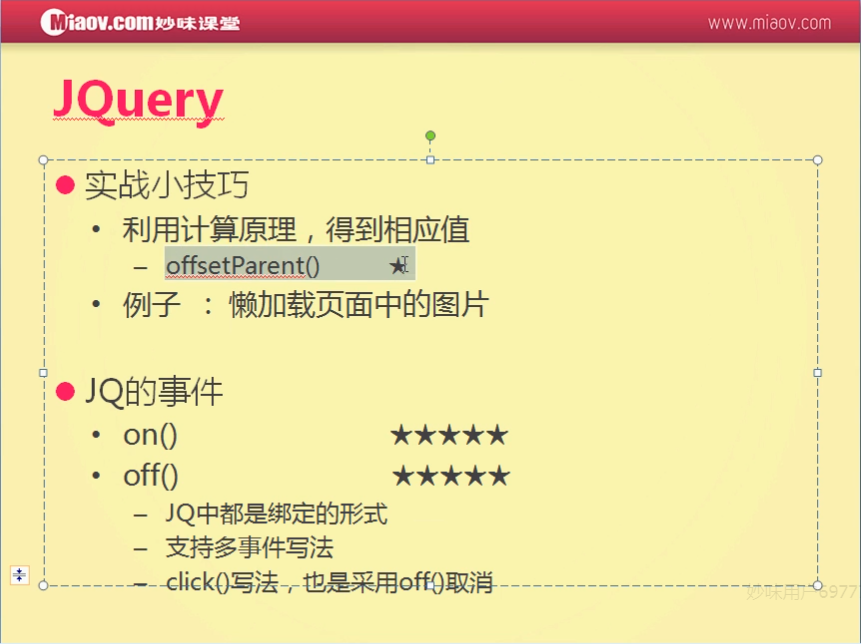 Miaov.com妙味课堂
www.miaov.com
JQuery
实战小技巧
• 利用计算原理，得到相应值
– offsetParent() ★
• 例子 ：懒加载页面中的图片
JQ的事件
• on() ★★★★★
• off() ★★★★★
– JQ中都是绑定的形式
– 支持多事件写法
– click()写法，也是采用off()取消
妙味用户6977